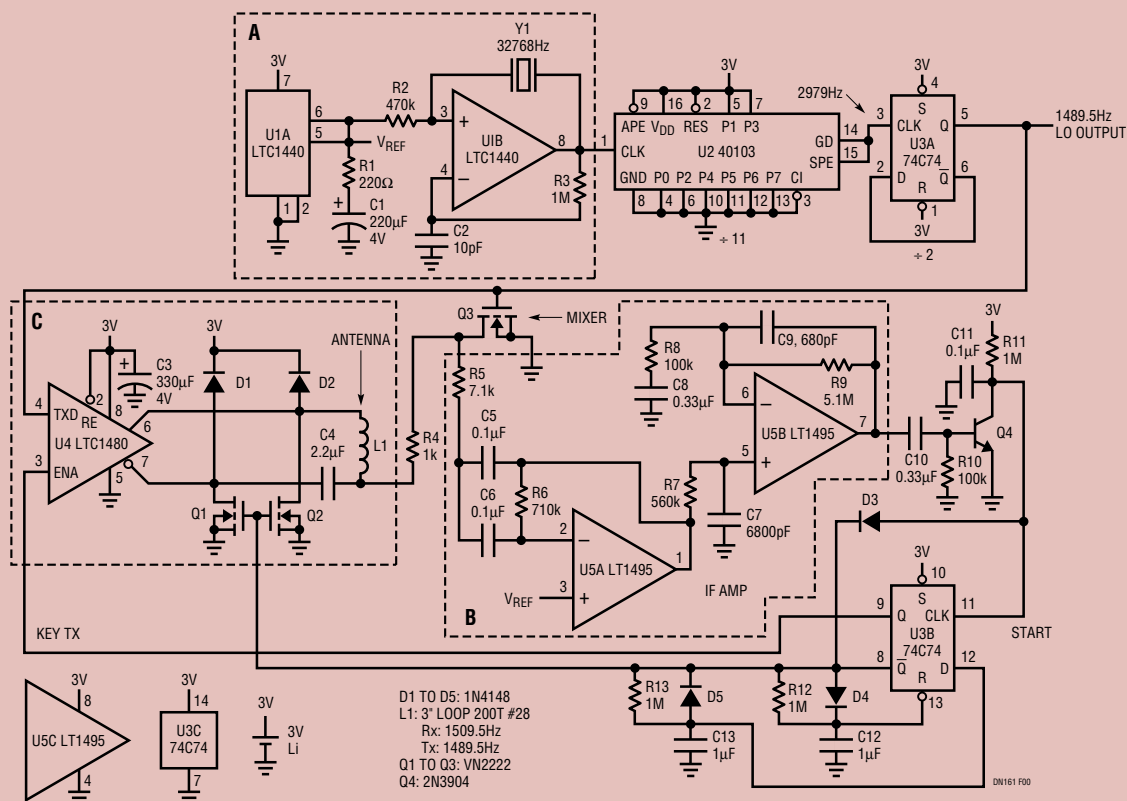 A
3V
7
6
5
U1A
LTC1440
1
2
VREF
R1
220Ω
+
C1
220µF
4V
R2
470k
Y1
32768Hz
3
+
4
–
UIB
LTC1440
8
R3
1M
C2
10pF
3V
9
16
2
5
7
APE VDD RES P1 P3
1
CLK
U2 40103
GD
SPE
14
15
GND P0 P2 P4 P5 P6 P7 CI
8
4
6
10
11
12
13
3
÷ 11
2979Hz
3V
4
S
3
CLK
Q
5
U3A
74C74
2
D
Q
6
R
1
3V
÷ 2
1489.5Hz
LO OUTPUT
C
3V
+
C3
330µF
4V
2
RE
8
4
TXD
U4 LTC1480
3
ENA
6
7
5
3V
D1
D2
ANTENNA
C4
2.2µF
L1
Q1
Q2
R4
1k
Q3
MIXER
R5
7.1k
C5
0.1µF
C6
0.1µF
R6
710k
2
–
U5A LT1495
1
3
+
VREF
B
IF AMP
R7
560k
C7
6800pF
R8
100k
C8
0.33µF
C9, 680pF
R9
5.1M
6
–
U5B LT1495
7
5
+
C10
0.33µF
R10
100k
Q4
C11
0.1µF
3V
R11
1M
D3
3V
10
S
9
Q
CLK
11
U3B
74C74
8
Q
D
12
R
13
START
KEY TX
R13
1M
D5
C13
1µF
R12
1M
D4
C12
1µF
3V
8
U5C LT1495
4
3V
14
U3C
74C74
7
3V
3V
Li
D1 TO D5: 1N4148
L1: 3" LOOP 200T #28
Rx: 1509.5Hz
Tx: 1489.5Hz
Q1 TO Q3: VN2222
Q4: 2N3904
DN161 F00